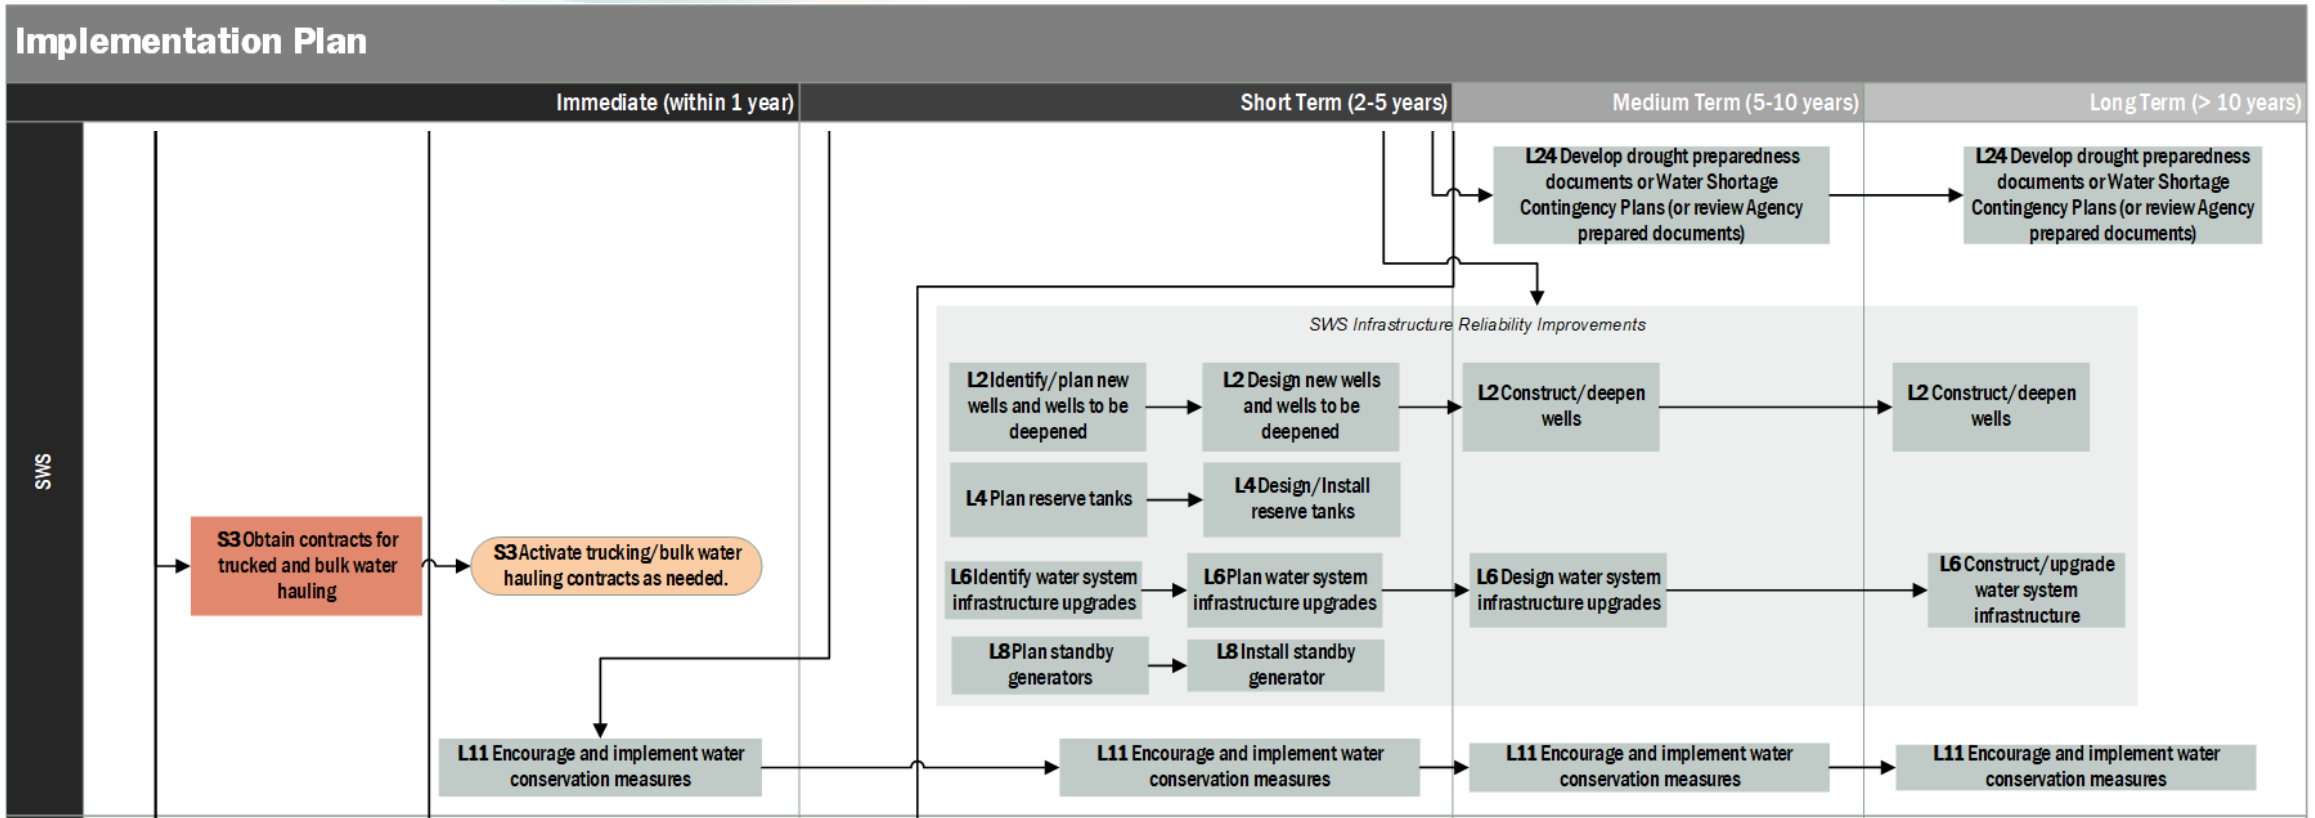 Implementation Plan
Immediate (within 1 year)
Short Term (2-5 years)
Medium Term (5-10 years)
Long Term (> 10 years)
SWS
L24 Develop drought preparedness
documents or Water Shortage
Contingency Plans (or review Agency
prepared documents)
L24 Develop drought preparedness
documents or Water Shortage
Contingency Plans (or review Agency
prepared documents)
SWS Infrastructure Reliability Improvements
L2 Identify/plan new
wells and wells to be
deepened
L2 Design new wells
and wells to be
deepened
L2 Construct/deepen
wells
L2 Construct/deepen
wells
L4 Plan reserve tanks
L4 Design/Install
reserve tanks
S3 Obtain contracts for
trucked and bulk water
hauling
S3 Activate trucking/bulk water
hauling contracts as needed.
L6 Identify water system
infrastructure upgrades
L6 Plan water system
infrastructure upgrades
L6 Design water system
infrastructure upgrades
L6 Construct/upgrade
water system
infrastructure
L8 Plan standby
generators
L8 Install standby
generator
L11 Encourage and implement water
conservation measures
L11 Encourage and implement water
conservation measures
L11 Encourage and implement water
conservation measures
L11 Encourage and implement water
conservation measures